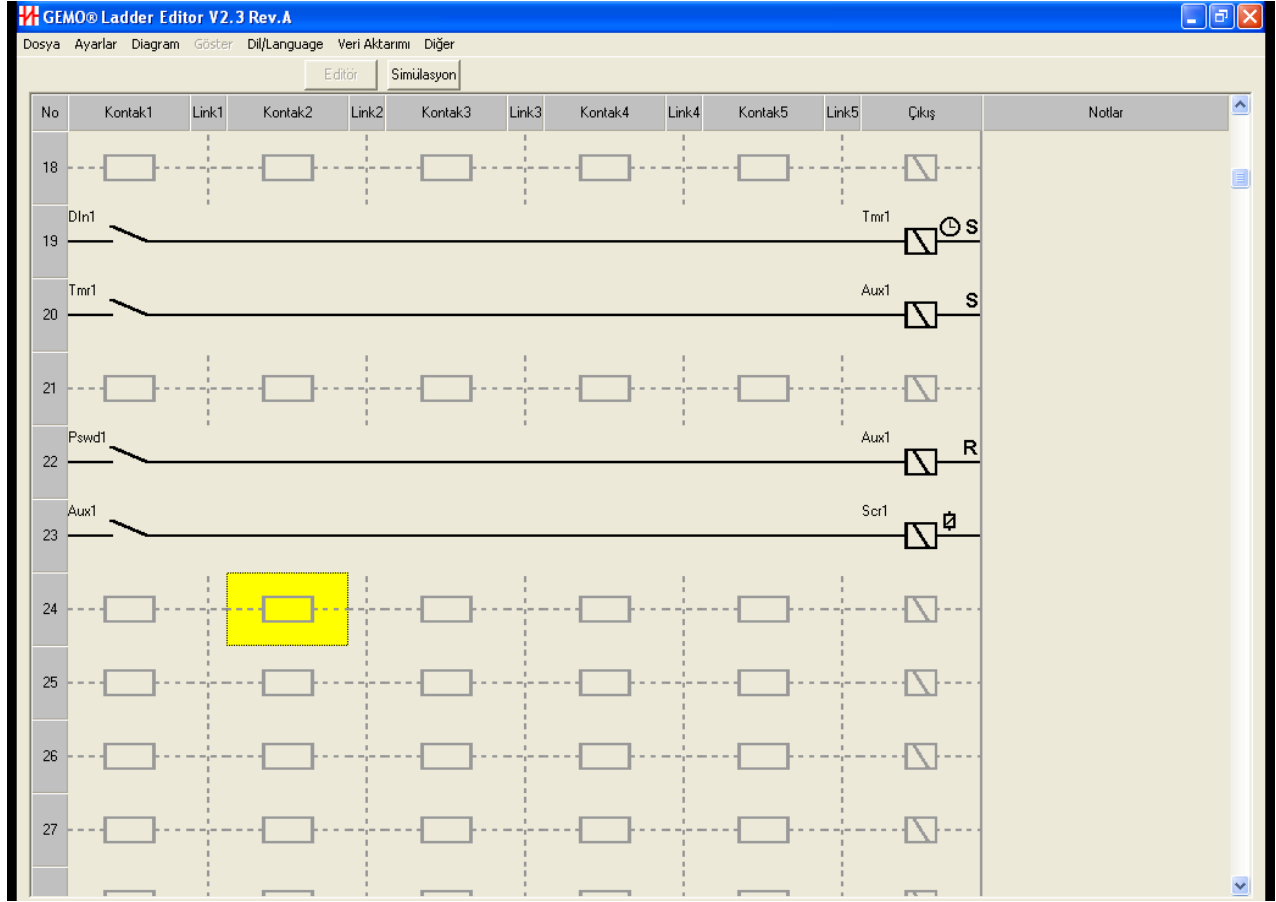 GEMO® Ladder Editor V2.3 Rev.A
Dosya Ayarlar Diagram Göster Dil/Language Veri Aktarımı Diğer
Editör Simülasyon
No Kontak1 Link1 Kontak2 Link2 Kontak3 Link3 Kontak4 Link4 Kontak5 Link5 Çıkış Notlar
18
DIn1 Tmr1
19 S
Tmr1 Aux1
20 S
21
Pswd1 Aux1
22 R
Aux1 Scr1
23
24
25
26
27